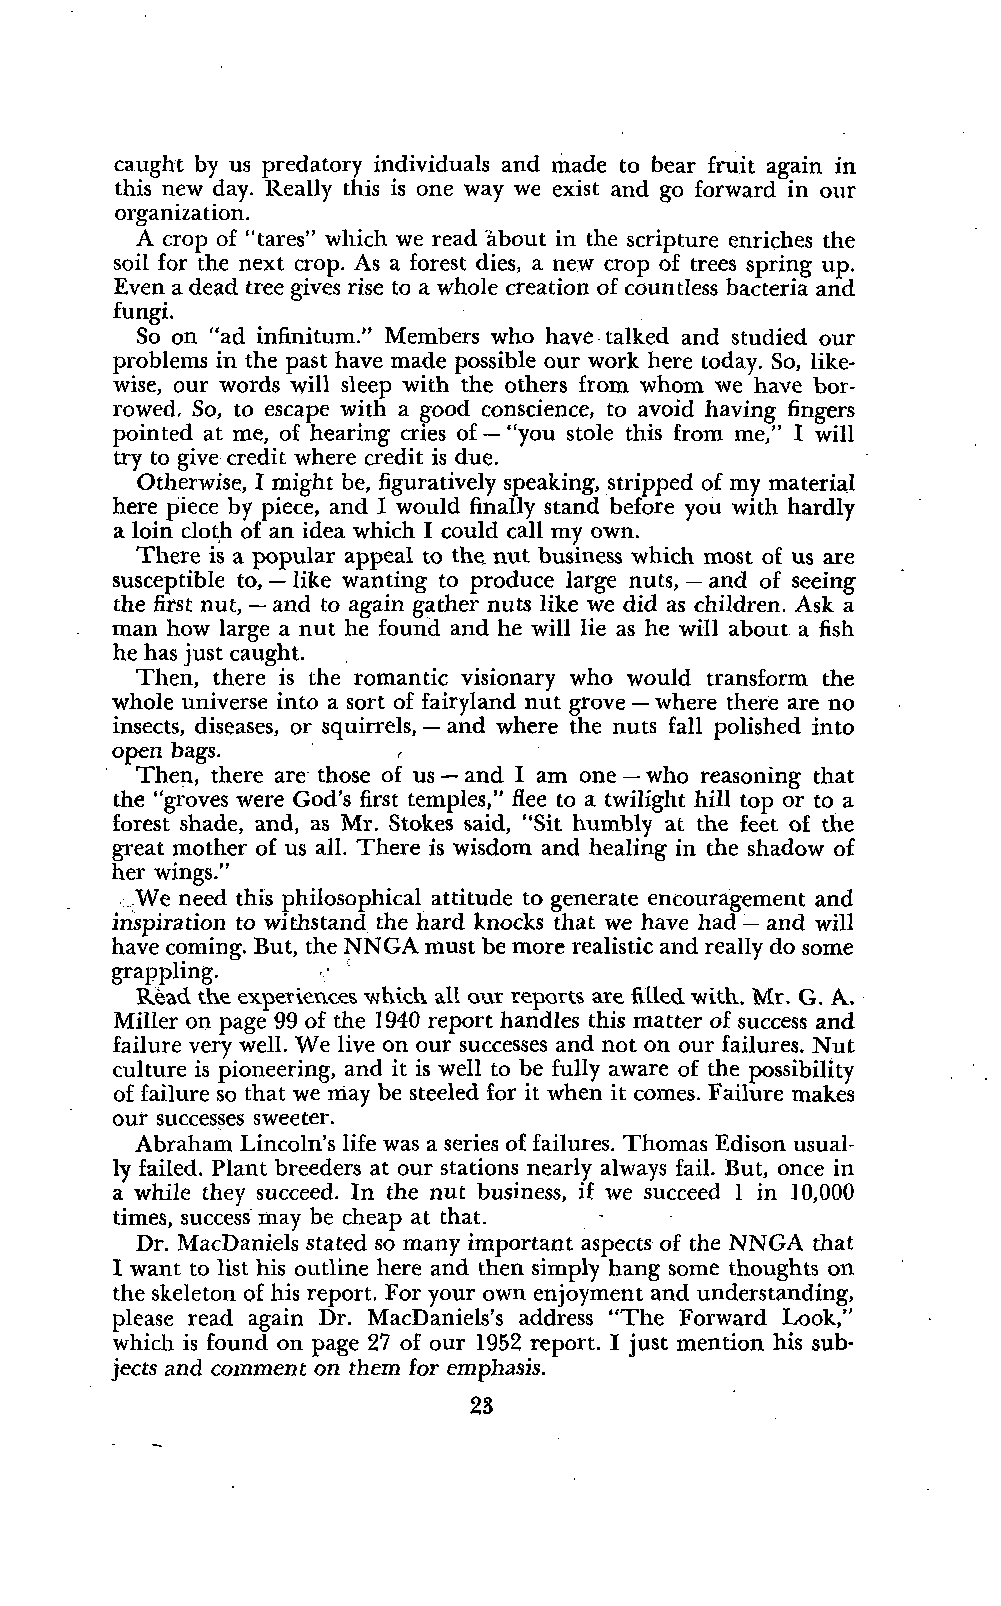 caught by us predatory individuals and made to bear fruit again in
this new day. Really this is one way we exist and go forward in our
organization.
A crop of "tares" which we read about in the scripture enriches the
soil for the next crop. As a forest dies, a new crop of trees spring up.
Even a dead tree gives rise to a whole creation of countless bacteria and
fungi.
So on "ad infinitum." Members who have talked and studied our
problems in the past have made possible our work here today. So, like-
wise, our words will sleep with the others from whom we have bor-
rowed. So, to escape with a good conscience, to avoid having fingers
pointed at me, of hearing cries of — "you stole this from me," I will
try to give credit where credit is due.
Otherwise, I might be, figuratively speaking, stripped of my material
here piece by piece, and I would finally stand before you with hardly
a loin cloth of an idea which I could call my own.
There is a popular appeal to the nut business which most of us are
susceptible to, — like wanting to produce large nuts, — and of seeing
the first nut, — and to again gather nuts like we did as children. Ask a
man how large a nut he found and he will lie as he will about a fish
he has just caught.
Then, there is the romantic visionary who would transform the
whole universe into a sort of fairyland nut grove — where there are no
insects, diseases, or squirrels, — and where the nuts fall polished into
open bags.
Then, there are those of us — and I am one — who reasoning that
the "groves were God's first temples," flee to a twilight hill top or to a
forest shade, and, as Mr. Stokes said, "Sit humbly at the feet of the
great mother of us all. There is wisdom and healing in the shadow of
her wings."
We need this philosophical attitude to generate encouragement and
inspiration to withstand the hard knocks that we have had — and will
have coming. But, the NNGA must be more realistic and really do some
grappling.
Read the experiences which all our reports are filled with. Mr. G. A.
Miller on page 99 of the 1940 report handles this matter of success and
failure very well. We live on our successes and not on our failures. Nut
culture is pioneering, and it is well to be fully aware of the possibility
of failure so that we may be steeled for it when it comes. Failure makes
our successes sweeter.
Abraham Lincoln's life was a series of failures. Thomas Edison usual-
ly failed. Plant breeders at our stations nearly always fail. But, once in
a while they succeed. In the nut business, if we succeed 1 in 10,000
times, success may be cheap at that.
Dr. MacDaniels stated so many important aspects of the NNGA that
I want to list his outline here and then simply hang some thoughts on
the skeleton of his report. For your own enjoyment and understanding,
please read again Dr. MacDaniels's address "The Forward Look,"
which is found on page 27 of our 1952 report. I just mention his sub-
jects and comment on them for emphasis.
23